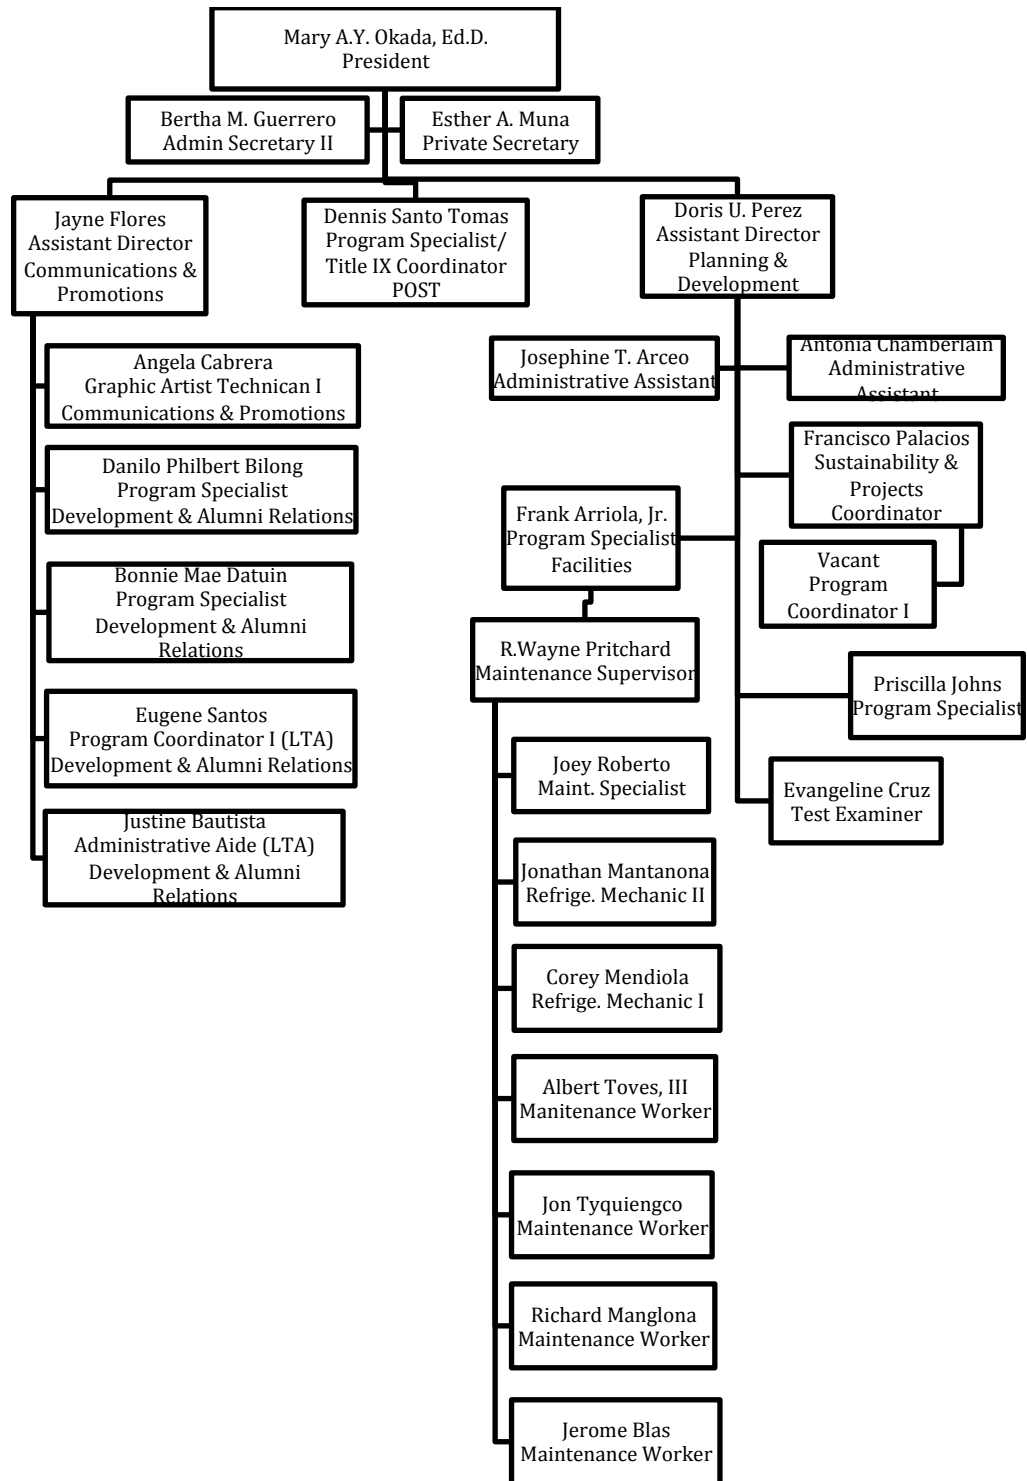 Mary A.Y. Okada, Ed.D.
President
Bertha M. Guerrero
Admin Secretary II
Esther A. Muna
Private Secretary
Jayne Flores
Assistant Director
Communications &
Promotions
Dennis Santo Tomas
Program Specialist/
Title IX Coordinator
POST
Doris U. Perez
Assistant Director
Planning &
Development
Angela Cabrera
Graphic Artist Technican I
Communications & Promotions
Danilo Philbert Bilong
Program Specialist
Development & Alumni Relations
Bonnie Mae Datuin
Program Specialist
Development & Alumni
Relations
Eugene Santos
Program Coordinator I (LTA)
Development & Alumni Relations
Justine Bautista
Administrative Aide (LTA)
Development & Alumni
Relations
Josephine T. Arceo
Administrative Assistant
Antonia Chamberlain
Administrative
Assistant
Francisco Palacios
Sustainability &
Projects
Coordinator
Vacant
Program
Coordinator I
Frank Arriola, Jr.
Program Specialist
Facilities
R.Wayne Pritchard
Maintenance Supervisor
Priscilla Johns
Program Specialist
Evangeline Cruz
Test Examiner
Joey Roberto
Maint. Specialist
Jonathan Mantanona
Refrige. Mechanic II
Corey Mendiola
Refrige. Mechanic I
Albert Toves, III
Manitenance Worker
Jon Tyquiengco
Maintenance Worker
Richard Manglona
Maintenance Worker
Jerome Blas
Maintenance Worker